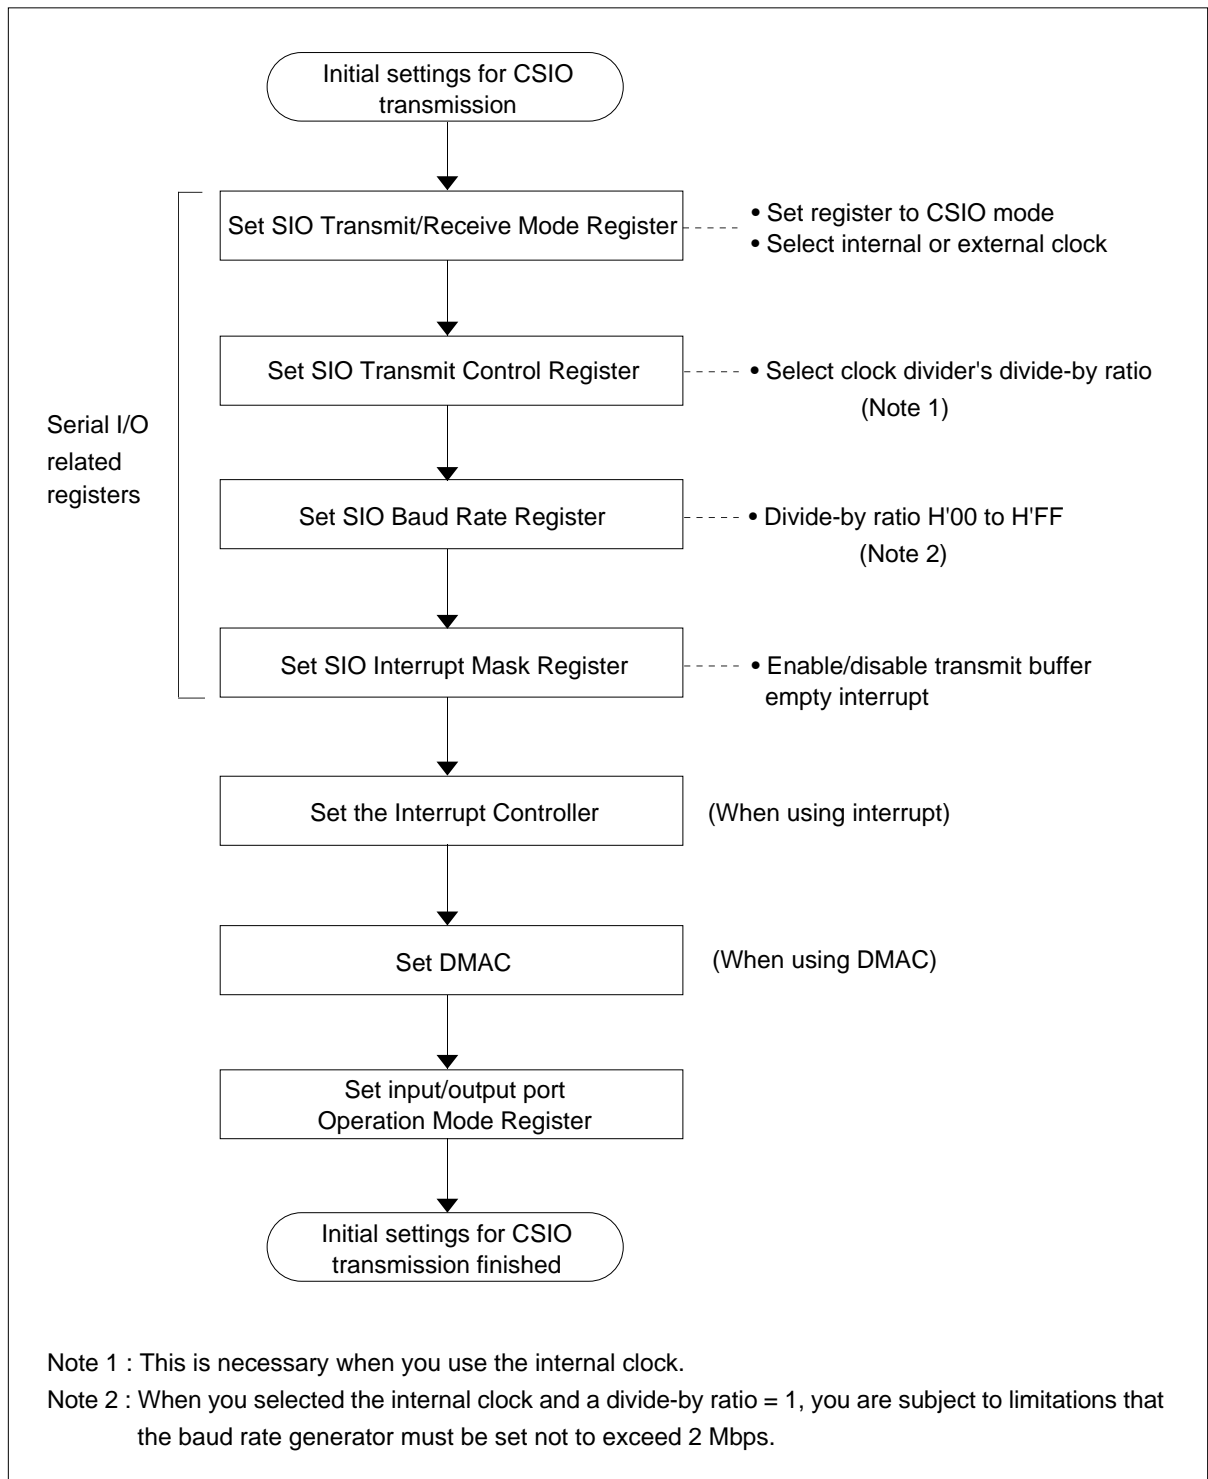 Initial settings for CSIO
transmission
Set SIO Transmit/Receive Mode Register
• Set register to CSIO mode
• Select internal or external clock
Set SIO Transmit Control Register
• Select clock divider's divide-by ratio
(Note 1)
Serial I/O
related
registers
Set SIO Baud Rate Register
• Divide-by ratio H'00 to H'FF
(Note 2)
Set SIO Interrupt Mask Register
• Enable/disable transmit buffer
empty interrupt
Set the Interrupt Controller
(When using interrupt)
Set DMAC
(When using DMAC)
Set input/output port
Operation Mode Register
Initial settings for CSIO
transmission finished
Note 1 : This is necessary when you use the internal clock.
Note 2 : When you selected the internal clock and a divide-by ratio = 1, you are subject to limitations that
the baud rate generator must be set not to exceed 2 Mbps.